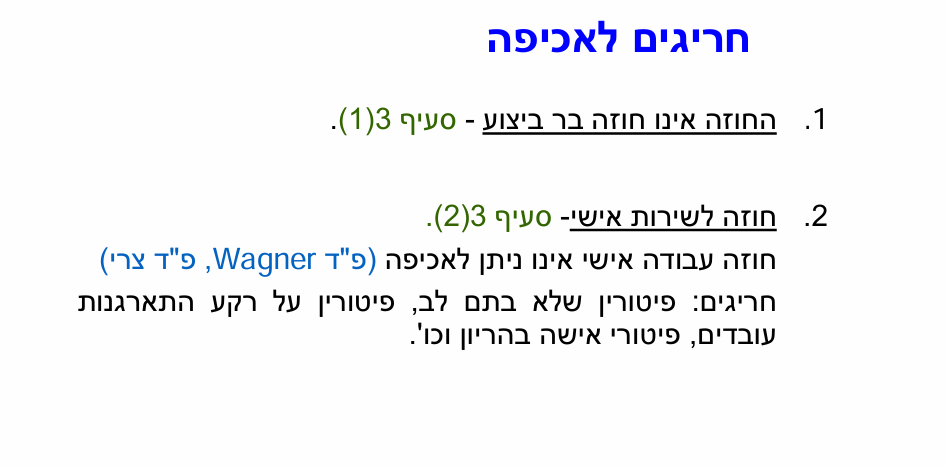 חריגים לאכיפה
1. החוזה אינו חוזה בר ביצוע - סעיף 3(1).
2. חוזה לשירות אישי- סעיף 3(2).
חוזה עבודה אישי אינו ניתן לאכיפה (פ"ד Wagner, פ"ד צרי)
חריגים: פיטורין שלא בתם לב, פיטורין על רקע התארגנות
עובדים, פיטורי אישה בהריון וכו'.